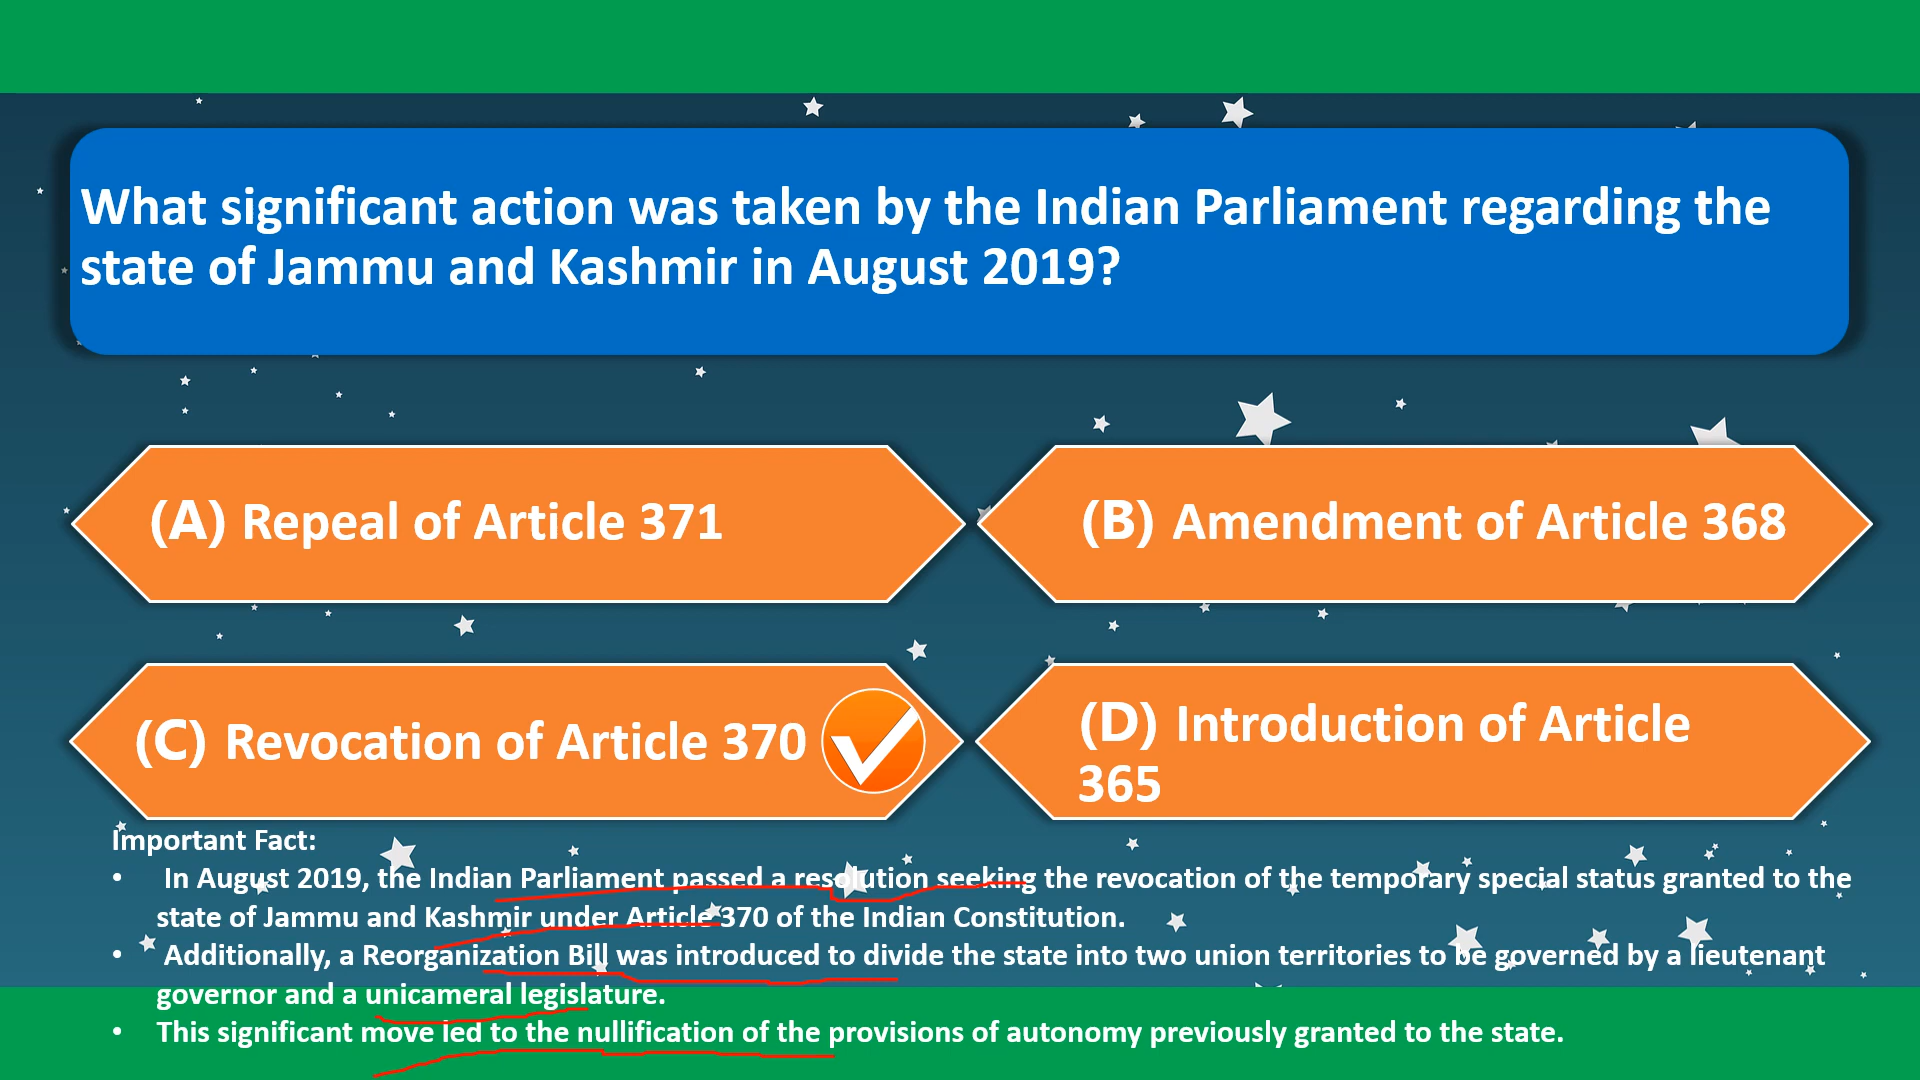 What significant action was taken by the Indian Parliament regarding the
state of Jammu and Kashmir in August 2019?
(A) Repeal of Article 371
(B) Amendment of Article 368
(C) Revocation of Article 370
(D) Introduction of Article
365
Important Fact:
• In August 2019, the Indian Parliament passed a resolution seeking the revocation of the temporary special status granted to the
state of Jammu and Kashmir under Article 370 of the Indian Constitution.
• Additionally, a Reorganization Bill was introduced to divide the state into two union territories to be governed by a lieutenant
governor and a unicameral legislature.
• This significant move led to the nullification of the provisions of autonomy previously granted to the state.